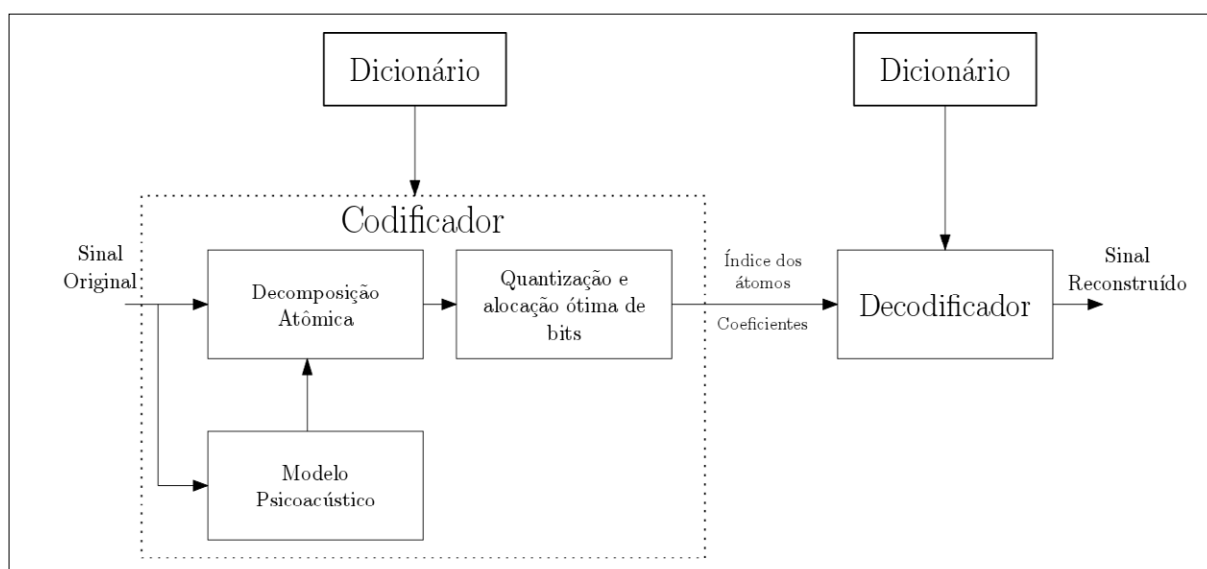 Dicionário
Dicionário
Codificador
Sinal
Original
Decomposição
Atômica
Quantização e
alocação ótima de
bits
Índice dos
átomos
Coeficientes
Decodificador
Sinal
Reconstruído
Modelo
Psicoacústico